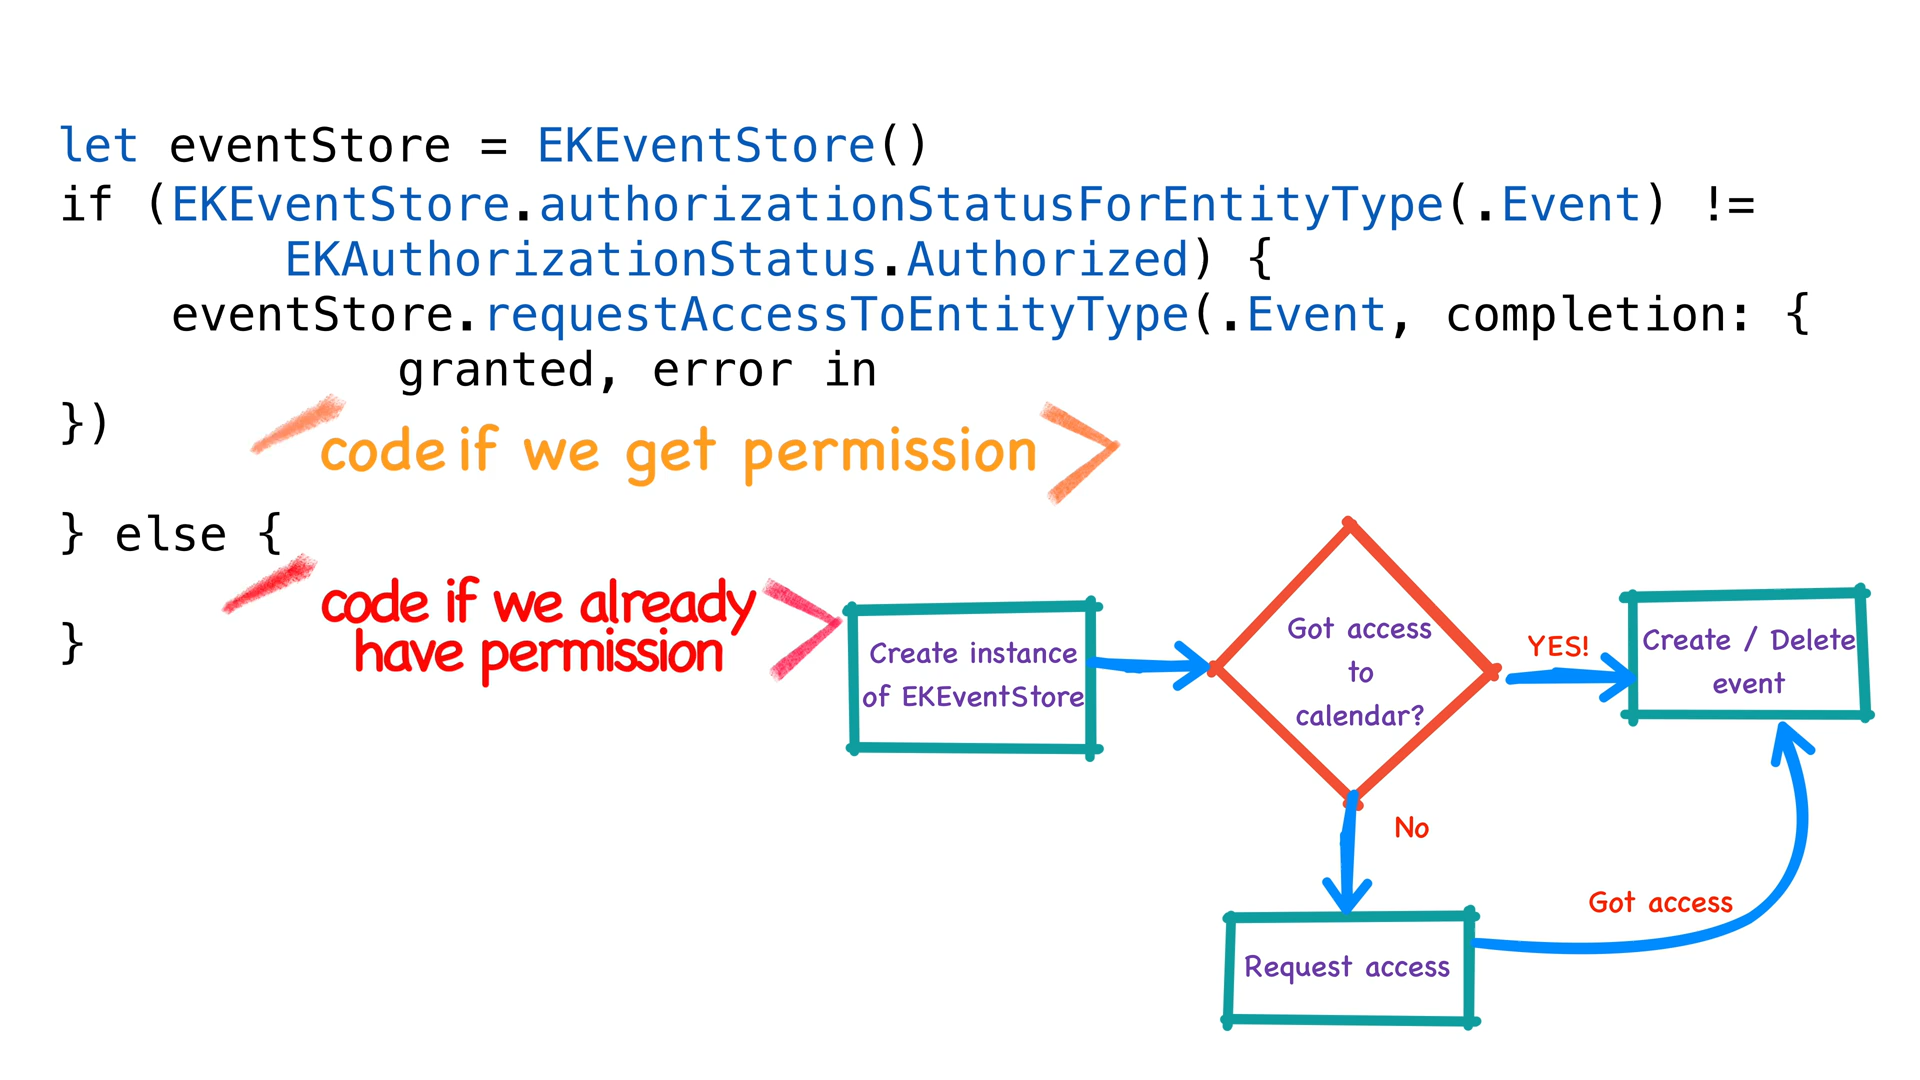 let eventStore = EKEventStore()
if (EKEventStore.authorizationStatusForEntityType(.Event) !=
EKAuthorizationStatus.Authorized) {
eventStore.requestAccessToEntityType(.Event, completion: {
granted, error in
})
code if we get permission
} else {
code if we already
have permission
}
Create instance
of EKEventStore
Got access
to
calendar?
YES!
Create / Delete
event
No
Got access
Request access